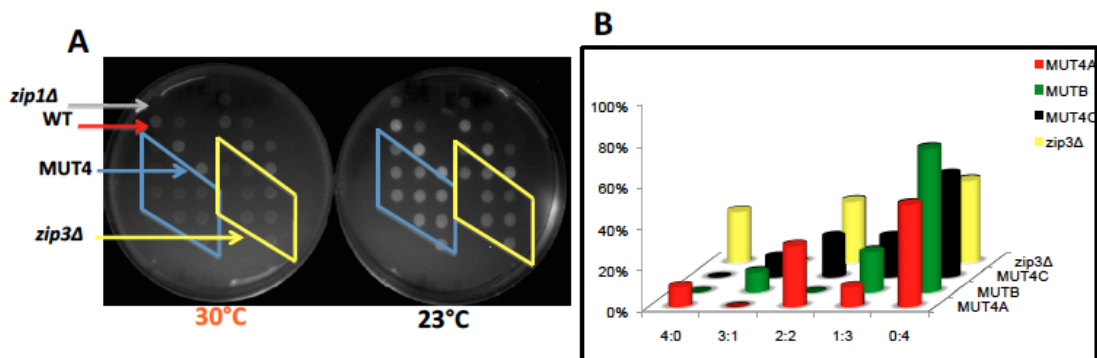 A
zip1Δ
WT
MUT4
zip3Δ
30°C
23°C
B
MUT4A
MUTB
MUT4C
zip3Δ
100%
80%
60%
40%
20%
0%
4:0
3:1
2:2
1:3
0:4
zip3Δ
MUT4C
MUTB
MUT4A